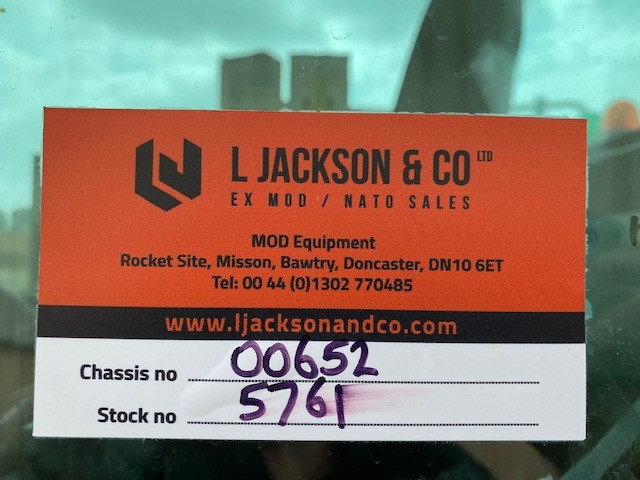 L JACKSON & CO LTD
EX MOD / NATO SALES
MOD Equipment
Rocket Site, Misson, Bawtry, Doncaster, DN10 6ET
Tel: 00 44 (0)1302 770485
www.ljacksonandco.com
Chassis no 00652
Stock no 5761